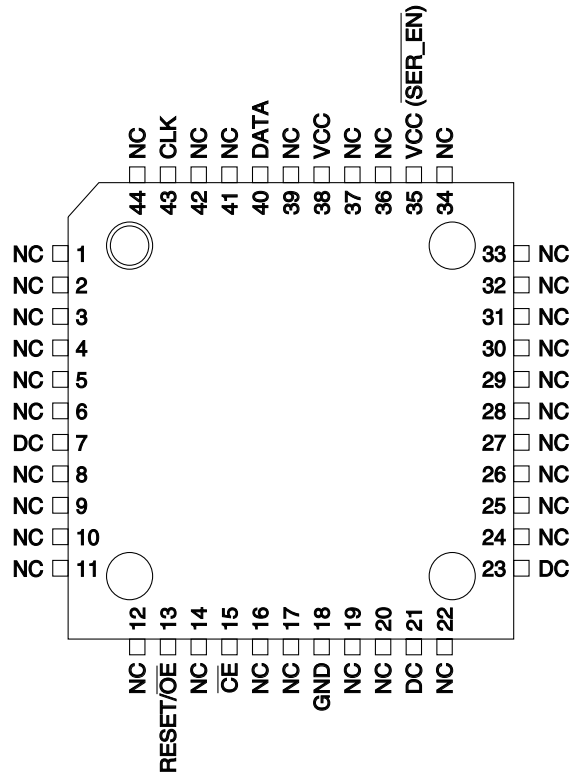 NC
CLK
NC
NC
DATA
NC
VCC
NC
NC
VCC (SER_EN)
NC
44
43
42
41
40
39
38
37
36
35
34
NC 1
NC 2
NC 3
NC 4
NC 5
NC 6
DC 7
NC 8
NC 9
NC 10
NC 11
33 NC
32 NC
31 NC
30 NC
29 NC
28 NC
27 NC
26 NC
25 NC
24 NC
23 DC
12
13
14
15
16
17
18
19
20
21
22
NC
RESET/OE
NC
CE
NC
NC
GND
NC
NC
DC
NC